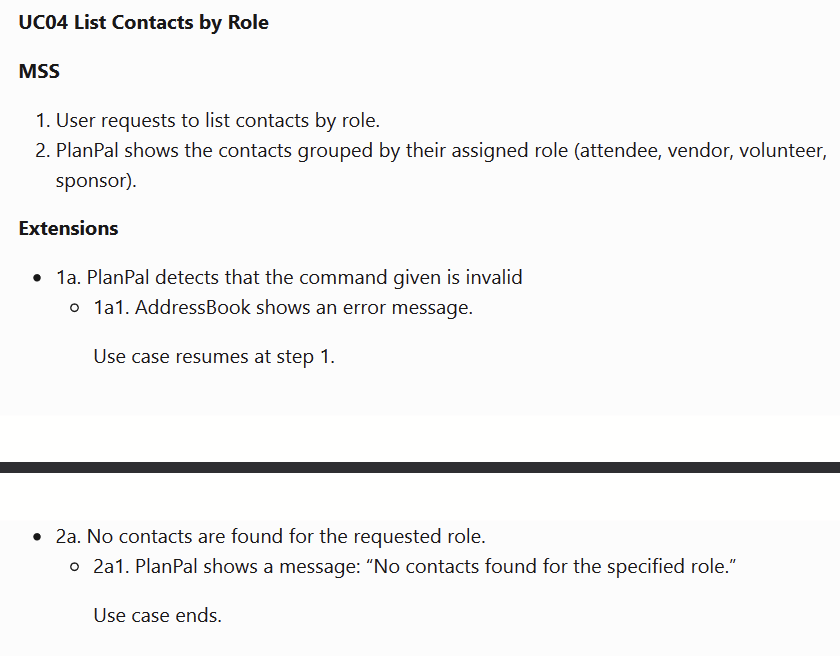 UC04 List Contacts by Role
MSS
1. User requests to list contacts by role.
2. PlanPal shows the contacts grouped by their assigned role (attendee, vendor, volunteer,
sponsor).
Extensions
• 1a. PlanPal detects that the command given is invalid
○ 1a1. AddressBook shows an error message.
Use case resumes at step 1.
• 2a. No contacts are found for the requested role.
○ 2a1. PlanPal shows a message: “No contacts found for the specified role.”
Use case ends.